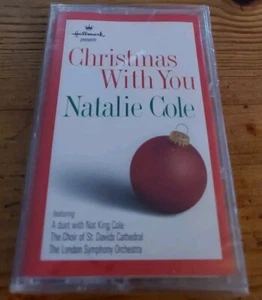 Hallmark
presents
Christmas
With You
Natalie Cole
featuring
A duet with Nat King Cole
The Choir of St. Davids Cathedral
The London Symphony Orchestra